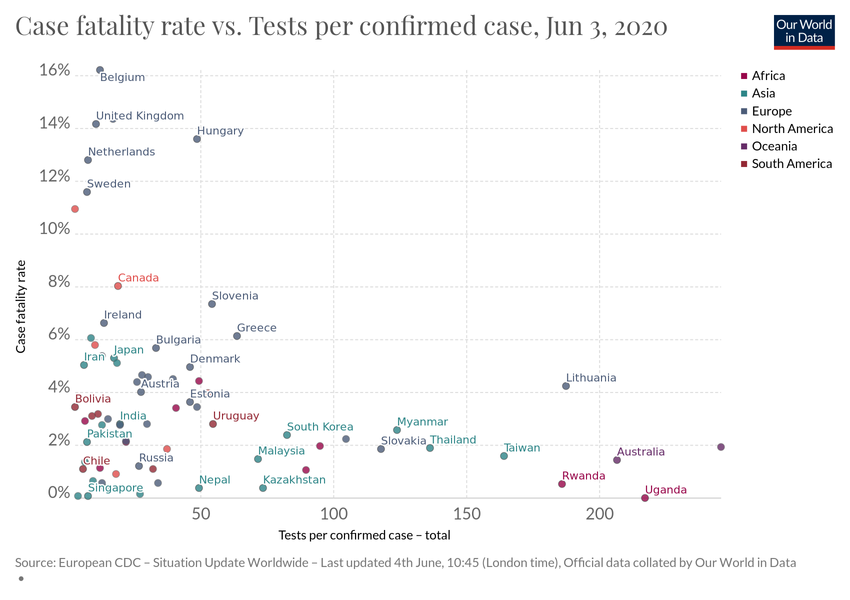 Case fatality rate vs. Tests per confirmed case, Jun 3, 2020
Our World
in Data
Africa
Asia
Europe
North America
Oceania
South America
16%
Belgium
United Kingdom
14%
Hungary
Netherlands
12%
Sweden
10%
8%
Canada
Slovenia
Ireland
Greece
6%
Bulgaria
Japan
Iran
Denmark
Lithuania
4%
Austria
Estonia
Bolivia
India
Uruguay
South Korea
Myanmar
Pakistan
Slovakia
Thailand
2%
Malaysia
Taiwan
Australia
Chile
Russia
Rwanda
Singapore
Nepal
Kazakhstan
Uganda
0%
50
100
150
200
Case fatality rate
Tests per confirmed case – total
Source: European CDC – Situation Update Worldwide – Last updated 4th June, 10:45 (London time), Official data collated by Our World in Data